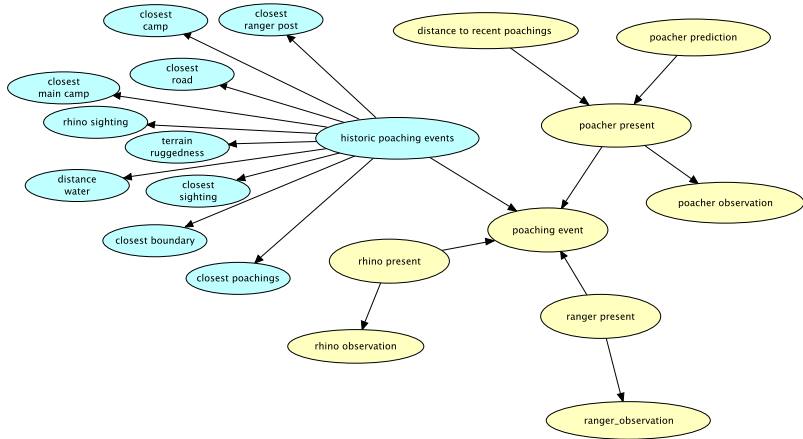 closest
camp
closest
ranger post
distance to recent poachings
poacher prediction
closest
road
closest
main camp
rhino sighting
terrain
ruggedness
historic poaching events
poacher present
distance
water
closest
sighting
poacher observation
closest boundary
poaching event
rhino present
closest poachings
ranger present
rhino observation
ranger_observation